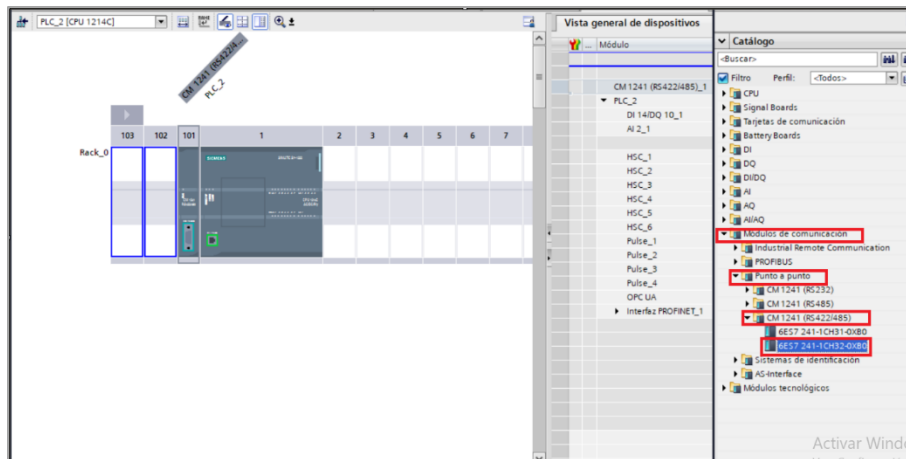 PLC_2 [CPU 1214C]
CM 1241 (RS422/4...
PLC_2
103 102 101 1 2 3 4 5 6 7
Rack_0
SIEMENS
Vista general de dispositivos
... Módulo
CM 1241 (RS422/485)_1
PLC_2
DI 14/DQ 10_1
AI 2_1
HSC_1
HSC_2
HSC_3
HSC_4
HSC_5
HSC_6
Pulse_1
Pulse_2
Pulse_3
Pulse_4
OPC UA
Interfaz PROFINET_1
Catálogo
<Buscar>
Filtro Perfil: <Todos>
CPU
Signal Boards
Tarjetas de comunicación
Battery Boards
DI
DQ
DI/DQ
AI
AQ
AI/AQ
Módulos de comunicación
Industrial Remote Communication
PROFIBUS
Punto a punto
CM 1241 (RS232)
CM 1241 (RS485)
CM 1241 (RS422/485)
6ES7 241-1CH31-0XB0
6ES7 241-1CH32-0XB0
Sistemas de identificación
AS-Interface
Módulos tecnológicos
Activar Windo